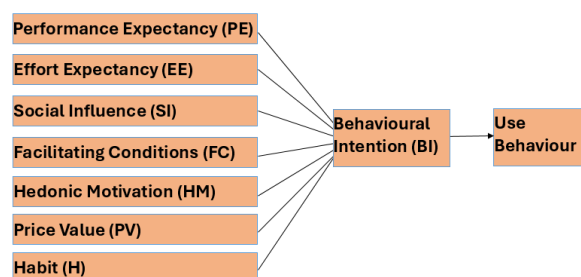 Performance Expectancy (PE)
Effort Expectancy (EE)
Social Influence (SI)
Facilitating Conditions (FC)
Hedonic Motivation (HM)
Price Value (PV)
Habit (H)
Behavioural
Intention (BI)
Use
Behaviour